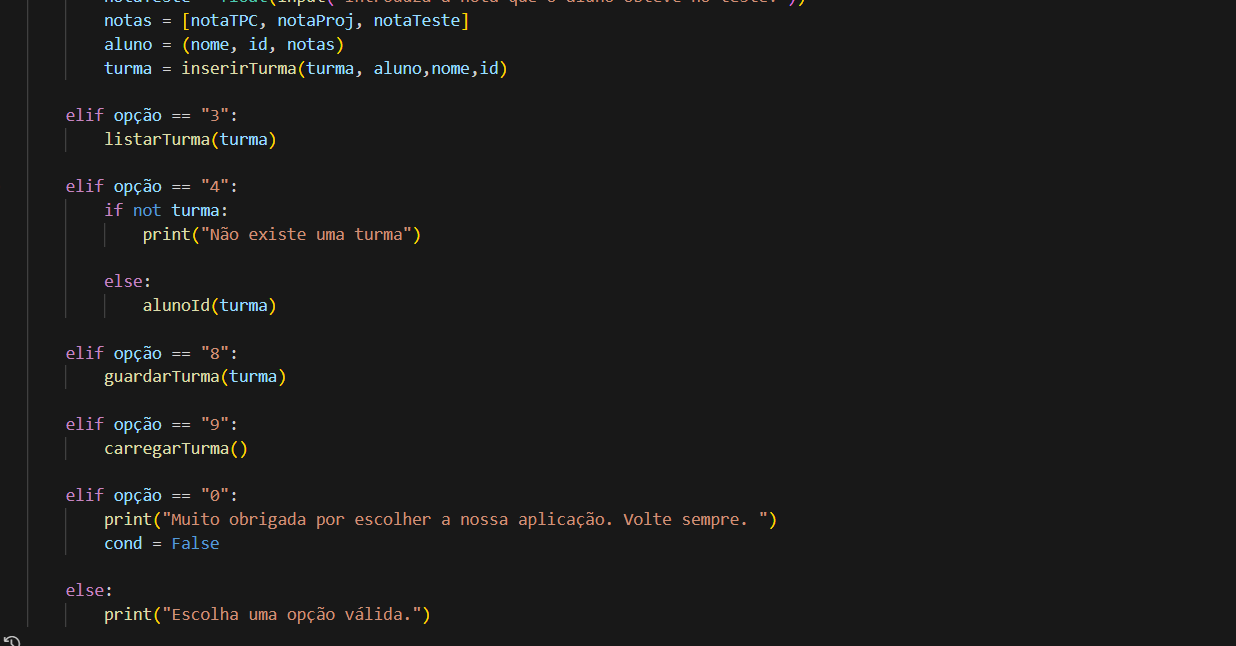 notaTeste = float(input("Introduza a nota que o aluno obteve no teste:"))
notas = [notaTPC, notaProj, notaTeste]
aluno = (nome, id, notas)
turma = inserirTurma(turma, aluno,nome,id)
elif opção == "3":
listarTurma(turma)
elif opção == "4":
if not turma:
print("Não existe uma turma")
else:
alunoId(turma)
elif opção == "8":
guardarTurma(turma)
elif opção == "9":
carregarTurma()
elif opção == "0":
print("Muito obrigada por escolher a nossa aplicação. Volte sempre. ")
cond = False
else:
print("Escolha uma opção válida.")